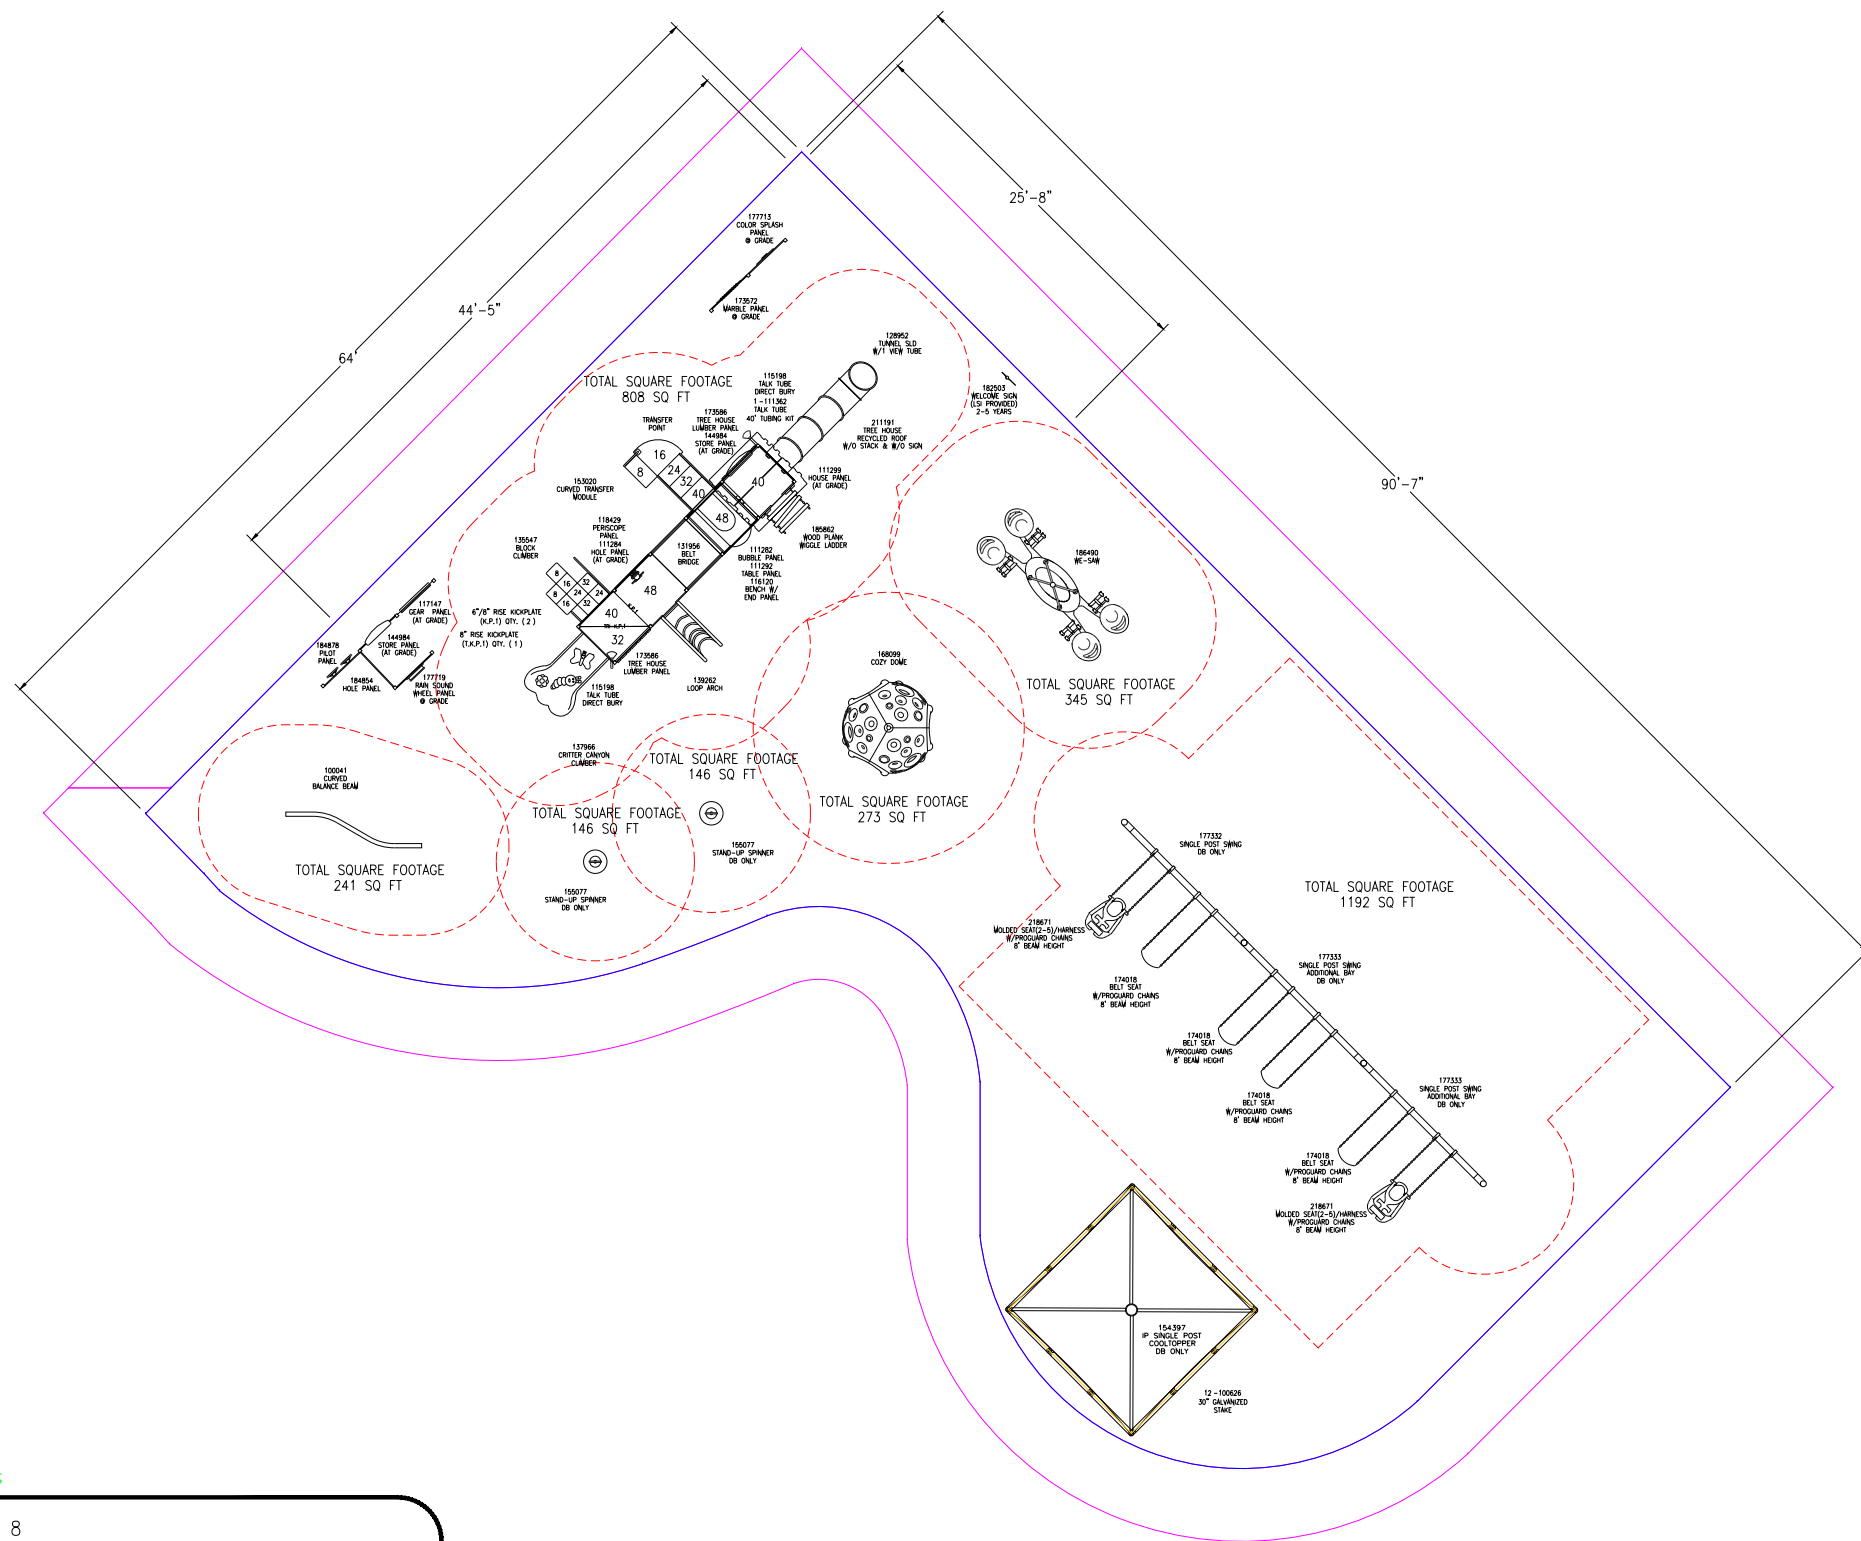 25'-8"
44'-5"
64'
90'-7"
177713
COLOR SPLASH
PANEL
@ GRADE
173572
MARBLE PANEL
@ GRADE
128952
TUNNEL SLD
W/1 VIEW TUBE
TOTAL SQUARE FOOTAGE
808 SQ FT
115198
TALK TUBE
DIRECT BURY
1 -111362
TALK TUBE
40' TUBING KIT
182503
WELCOME SIGN
(LSI PROVIDED)
2-5 YEARS
TRANSFER
POINT
173586
TREE HOUSE
LUMBER PANEL
144984
STORE PANEL
(AT GRADE)
211191
TREE HOUSE
RECYCLED ROOF
W/O STACK & W/O SIGN
16
8
24
32
40
40
48
111299
HOUSE PANEL
(AT GRADE)
153020
CURVED TRANSFER
MODULE
118429
PERISCOPE
PANEL
111284
HOLE PANEL
(AT GRADE)
135547
BLOCK
CLIMBER
131956
BELT
BRIDGE
185862
WOOD PLANK
WIGGLE LADDER
111282
BUBBLE PANEL
111292
TABLE PANEL
116120
BENCH W/
END PANEL
186490
WE-SAW
8
16
32
8
24
24
16
32
48
40
K.P.1
TRI K.P.1
32
6"/8" RISE KICKPLATE
(K.P.1) QTY. ( 2 )
8" RISE KICKPLATE
(T.K.P.1) QTY. ( 1 )
117147
GEAR PANEL
(AT GRADE)
144984
STORE PANEL
(AT GRADE)
184878
PILOT
PANEL
184854
HOLE PANEL
177719
RAIN SOUND
WHEEL PANEL
@ GRADE
173586
TREE HOUSE
LUMBER PANEL
139262
LOOP ARCH
115198
TALK TUBE
DIRECT BURY
168099
COZY DOME
TOTAL SQUARE FOOTAGE
345 SQ FT
137966
CRITTER CANYON
CLIMBER
TOTAL SQUARE FOOTAGE
146 SQ FT
100041
CURVED
BALANCE BEAM
TOTAL SQUARE FOOTAGE
146 SQ FT
TOTAL SQUARE FOOTAGE
273 SQ FT
155077
STAND-UP SPINNER
DB ONLY
TOTAL SQUARE FOOTAGE
241 SQ FT
155077
STAND-UP SPINNER
DB ONLY
177332
SINGLE POST SWING
DB ONLY
TOTAL SQUARE FOOTAGE
1192 SQ FT
218671
MOLDED SEAT(2-5)/HARNESS
W/PROGUARD CHAINS
8' BEAM HEIGHT
177333
SINGLE POST SWING
ADDITIONAL BAY
DB ONLY
174018
BELT SEAT
W/PROGUARD CHAINS
8' BEAM HEIGHT
174018
BELT SEAT
W/PROGUARD CHAINS
8' BEAM HEIGHT
177333
SINGLE POST SWING
ADDITIONAL BAY
DB ONLY
174018
BELT SEAT
W/PROGUARD CHAINS
8' BEAM HEIGHT
174018
BELT SEAT
W/PROGUARD CHAINS
8' BEAM HEIGHT
218671
MOLDED SEAT(2-5)/HARNESS
W/PROGUARD CHAINS
8' BEAM HEIGHT
154397
IP SINGLE POST
COOLTOPPER
DB ONLY
12 -100626
30" GALVANIZED
STAKE
8